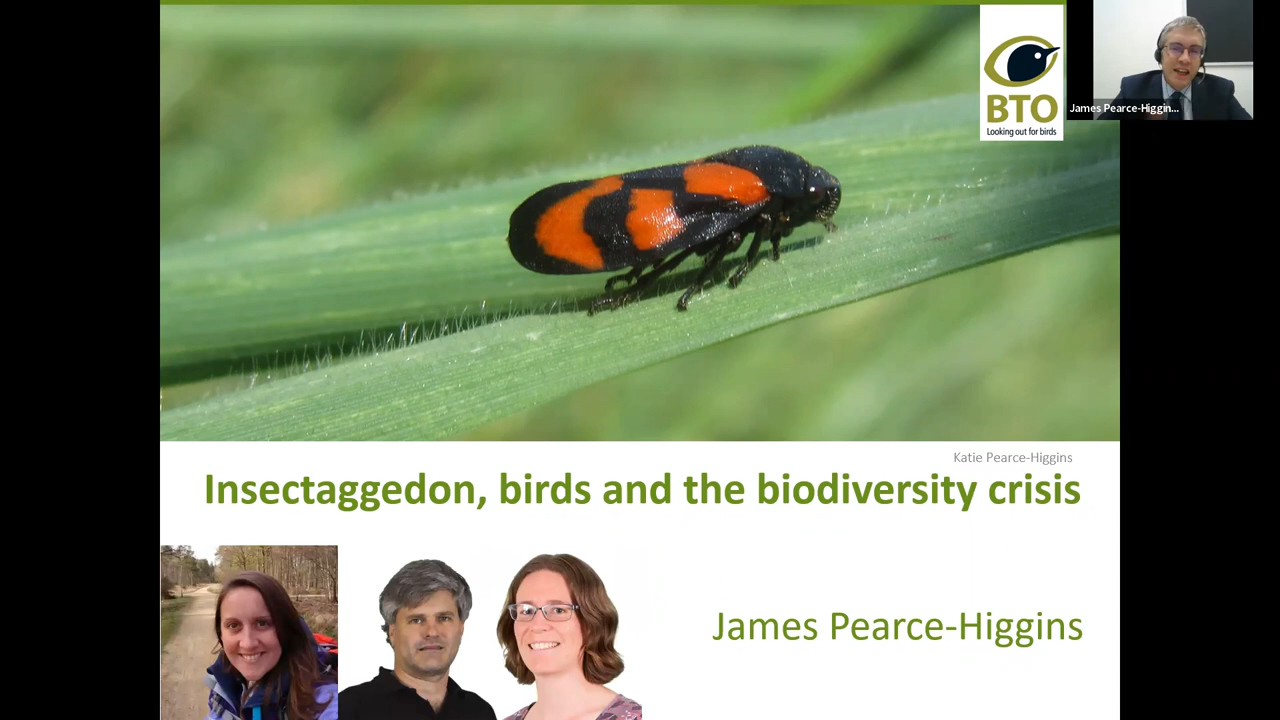 BTO
Looking out for birds
James Pearce-Higgin...
Katie Pearce-Higgins
Insectaggedon, birds and the biodiversity crisis
James Pearce-Higgins